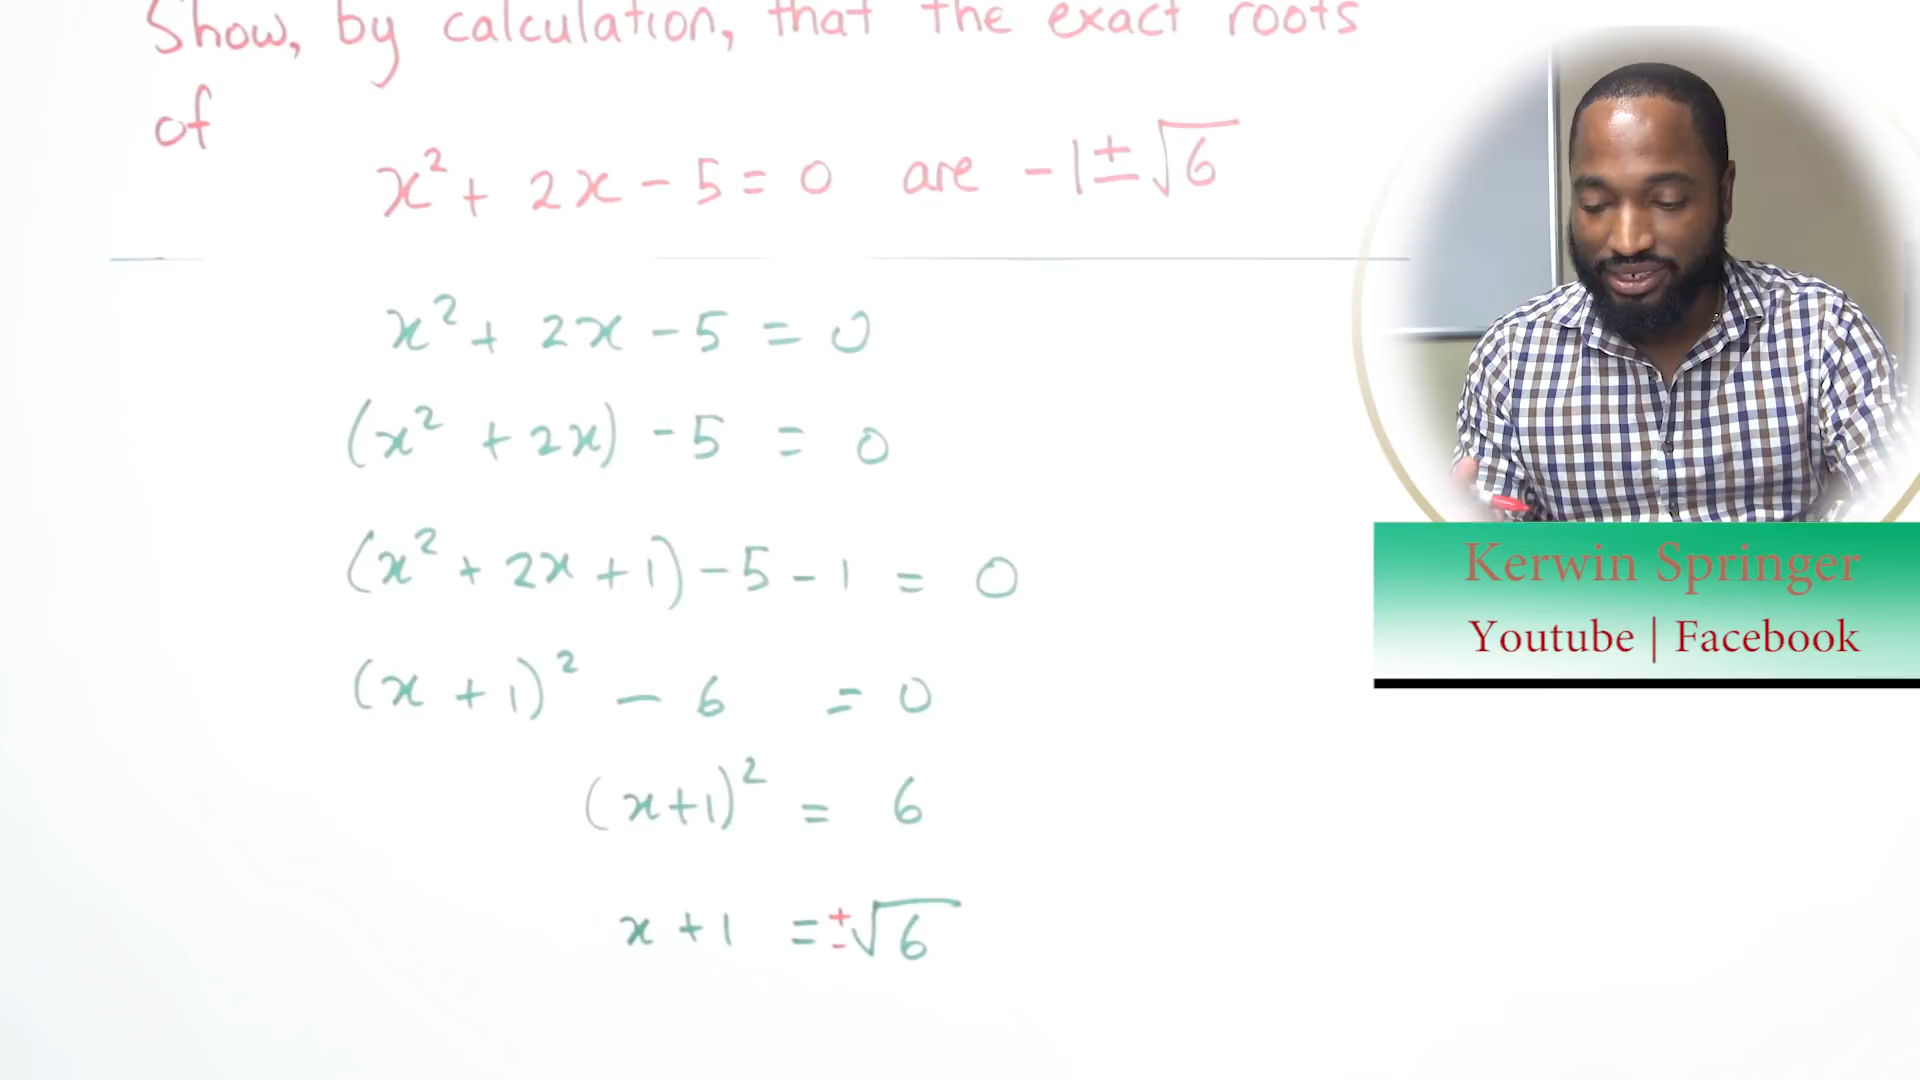 Show, by calculation, that the exact roots
of
x² + 2x - 5 = 0 are -1 ± √6
x² + 2x - 5 = 0
(x² + 2x) - 5 = 0
(x² + 2x + 1) - 5 - 1 = 0
(x + 1)² - 6 = 0
(x+1)² = 6
x + 1 = ±√6
Kerwin Springer
Youtube | Facebook